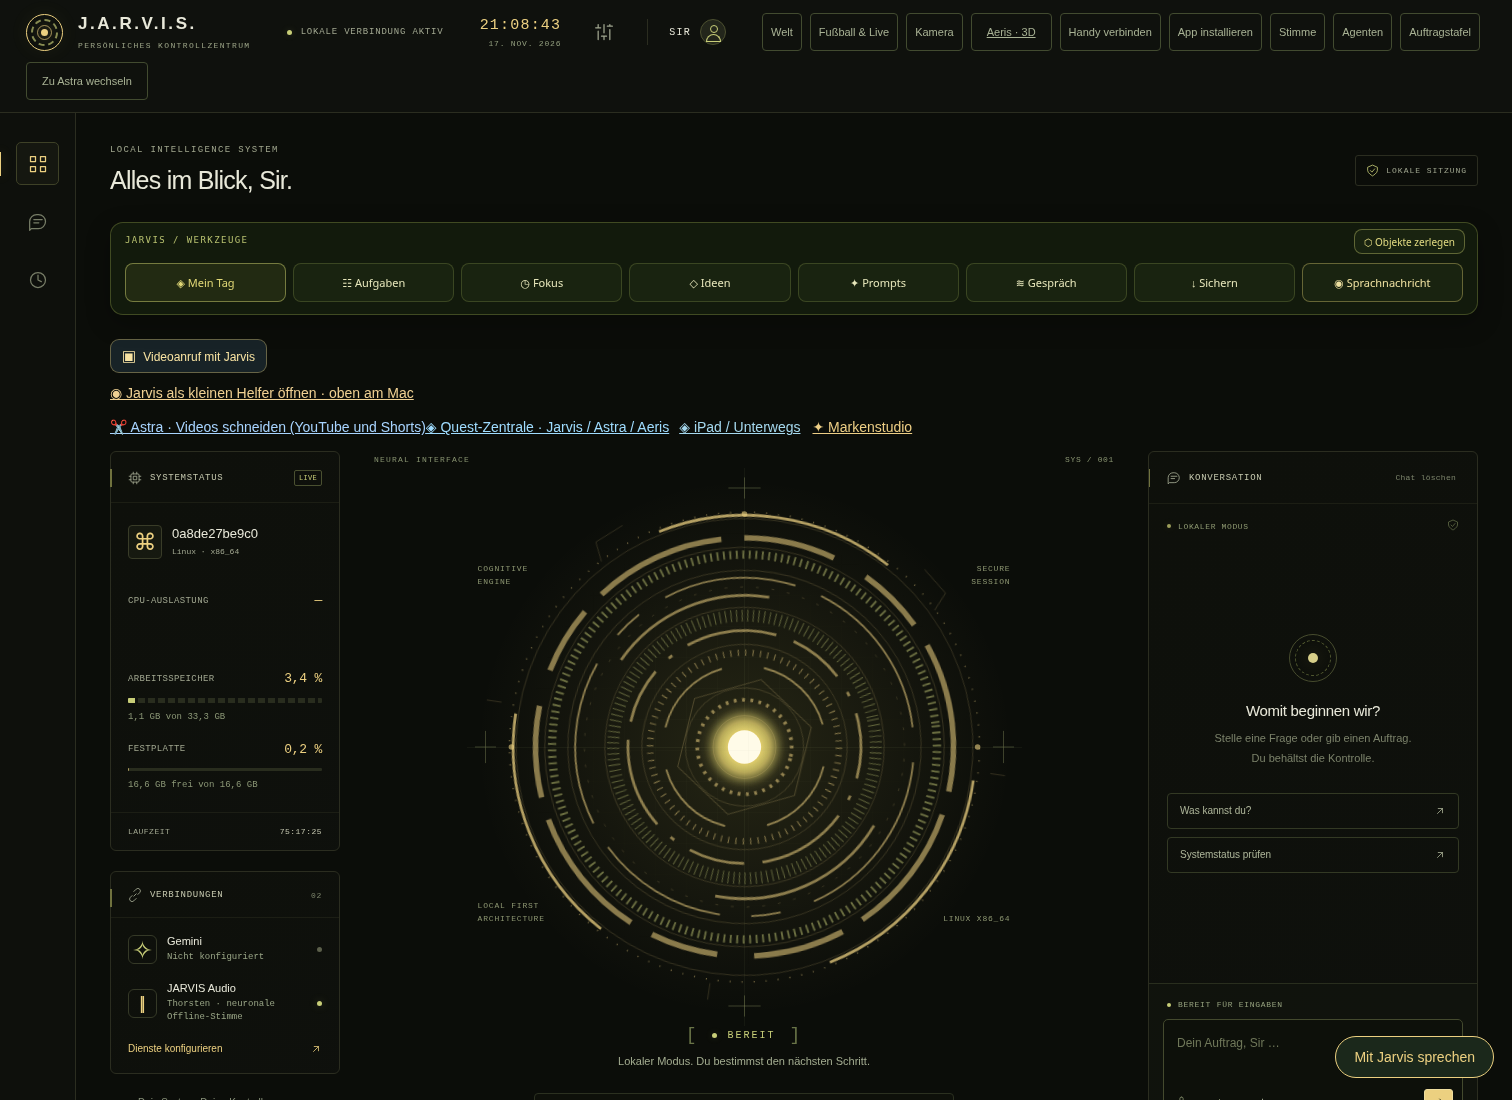 J.A.R.V.I.S.
PERSÖNLICHES KONTROLLZENTRUM
LOKALE VERBINDUNG AKTIV
21:08:43
17. NOV. 2026
SIR
Welt
Fußball & Live
Kamera
Aeris · 3D
Handy verbinden
App installieren
Stimme
Agenten
Auftragstafel
Zu Astra wechseln
LOCAL INTELLIGENCE SYSTEM
Alles im Blick, Sir.
LOKALE SITZUNG
JARVIS / WERKZEUGE
⬡ Objekte zerlegen
◈ Mein Tag
☷ Aufgaben
◷ Fokus
◇ Ideen
✦ Prompts
≋ Gespräch
↓ Sichern
◉ Sprachnachricht
▣ Videoanruf mit Jarvis
◉ Jarvis als kleinen Helfer öffnen · oben am Mac
✂️ Astra · Videos schneiden (YouTube und Shorts)◈ Quest-Zentrale · Jarvis / Astra / Aeris ◈ iPad / Unterwegs ✦ Markenstudio
SYSTEMSTATUS
LIVE
⌘
0a8de27be9c0
Linux · x86_64
CPU-AUSLASTUNG
—
ARBEITSSPEICHER
3,4 %
1,1 GB von 33,3 GB
FESTPLATTE
0,2 %
16,6 GB frei von 16,6 GB
LAUFZEIT
75:17:25
VERBINDUNGEN
02
Gemini
Nicht konfiguriert
JARVIS Audio
Thorsten · neuronale
Offline-Stimme
Dienste konfigurieren
NEURAL INTERFACE
SYS / 001
COGNITIVE
ENGINE
SECURE
SESSION
LOCAL FIRST
ARCHITECTURE
LINUX X86_64
[ BEREIT ]
Lokaler Modus. Du bestimmst den nächsten Schritt.
KONVERSATION
Chat löschen
LOKALER MODUS
Womit beginnen wir?
Stelle eine Frage oder gib einen Auftrag.
Du behältst die Kontrolle.
Was kannst du?
Systemstatus prüfen
BEREIT FÜR EINGABEN
Dein Auftrag, Sir …
Mit Jarvis sprechen